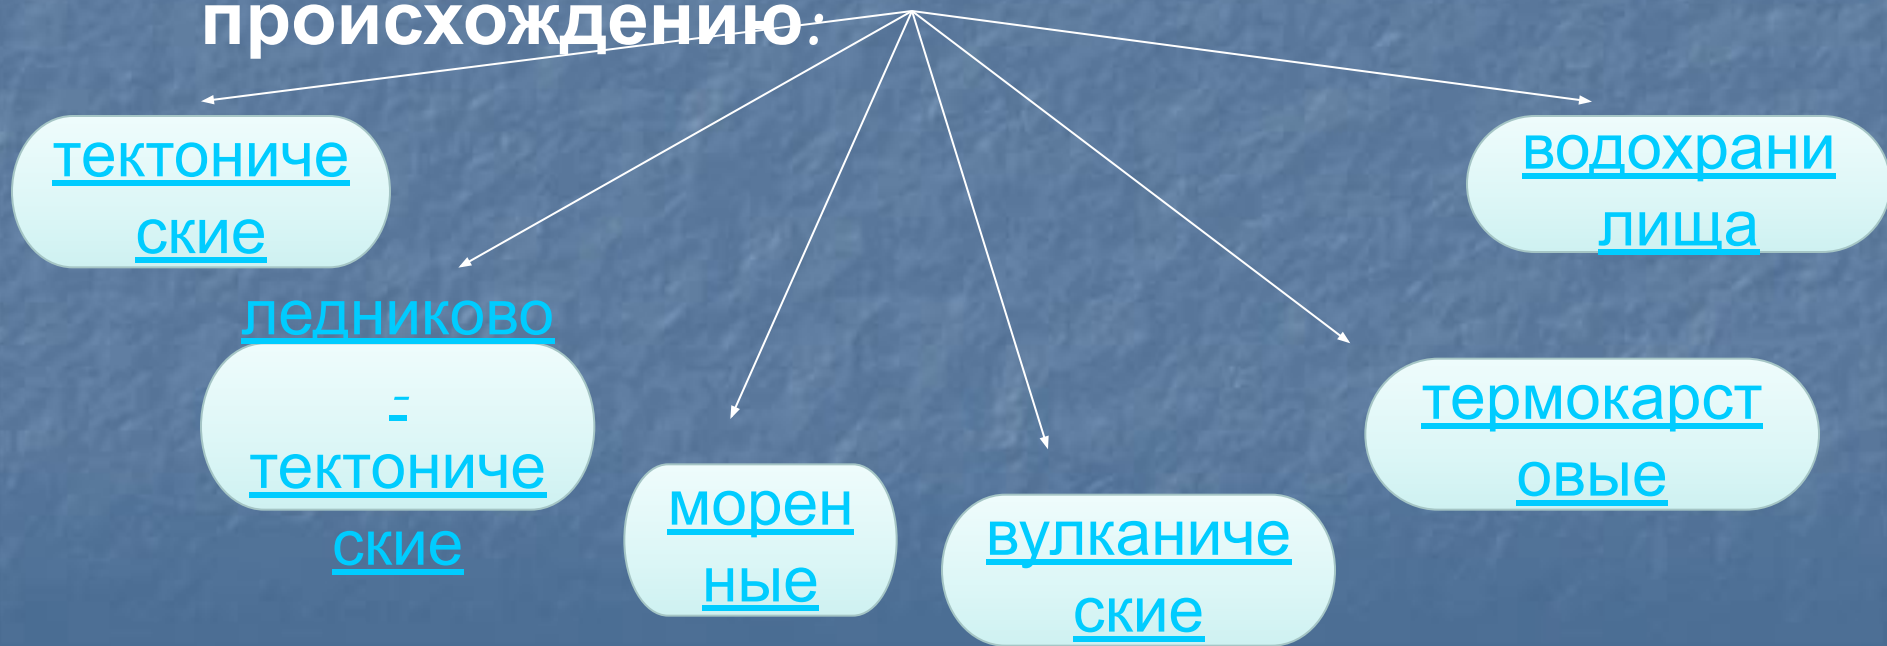 происхождению:
тектониче
ские
водохрани
лища
ледниково
-
тектониче
ские
термокарст
овые
морен
ные
вулканиче
ские